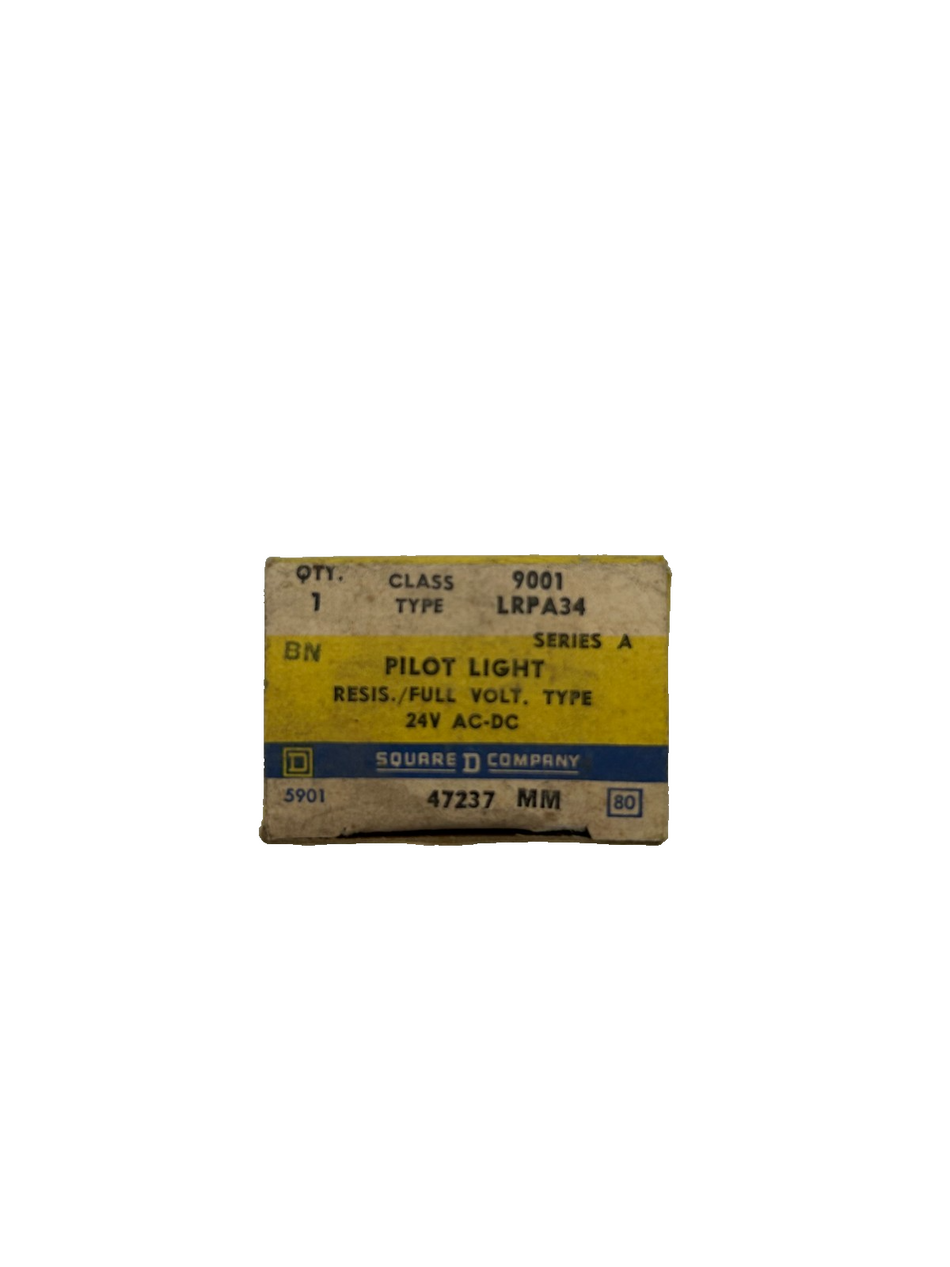 QTY. CLASS 9001
1 TYPE LRPA34
SERIES A
BN
PILOT LIGHT
RESIS./FULL VOLT. TYPE
24V AC-DC
D SQUARE D COMPANY
5901 47237 MM 80